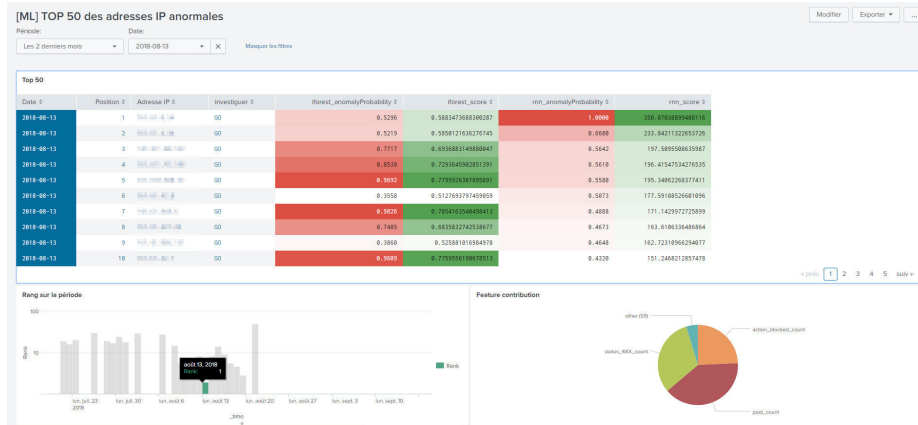 [ML] TOP 50 des adresses IP anormales
Modifier Exporter ...
Période: Date:
Les 2 derniers mois 2018-08-13 × Masquer les filtres
Top 50
Date Position Adresse IP investiguer iforest_anomalyProbability iforest_score rnn_anomalyProbability rnn_score
2018-08-13 1 GO 0.5296 0.5883473688300287 1.0000 350.07038899408116
2018-08-13 2 GO 0.5219 0.5850121636276745 0.6680 233.84211322653726
2018-08-13 3 GO 0.7717 0.6936883149880047 0.5642 197.5095508635987
2018-08-13 4 GO 0.8538 0.7293645902851391 0.5610 196.41547534276535
2018-08-13 5 GO 0.9692 0.7795926387895891 0.5580 195.34062268377411
2018-08-13 6 GO 0.3558 0.5127693797459059 0.5073 177.59108526601096
2018-08-13 7 GO 0.9826 0.7854163540498413 0.4888 171.1429972725899
2018-08-13 8 GO 0.7485 0.6835832742538677 0.4673 163.6106336486864
2018-08-13 9 GO 0.3860 0.525881016984978 0.4648 162.72310966294077
2018-08-13 10 GO 0.9609 0.7759556190678513 0.4320 151.2468212857478
« préc 1 2 3 4 5 suiv »
Rang sur la période
100
10
Rank
août 13, 2018
Rank: 1
Rank
lun. juil. 23 lun. juil. 30 lun. août 6 lun. août 13 lun. août 20 lun. août 27 lun. sept. 3 lun. sept. 10
2018
_time
Feature contribution
other (59)
action_blocked_count
status_4XX_count
post_count